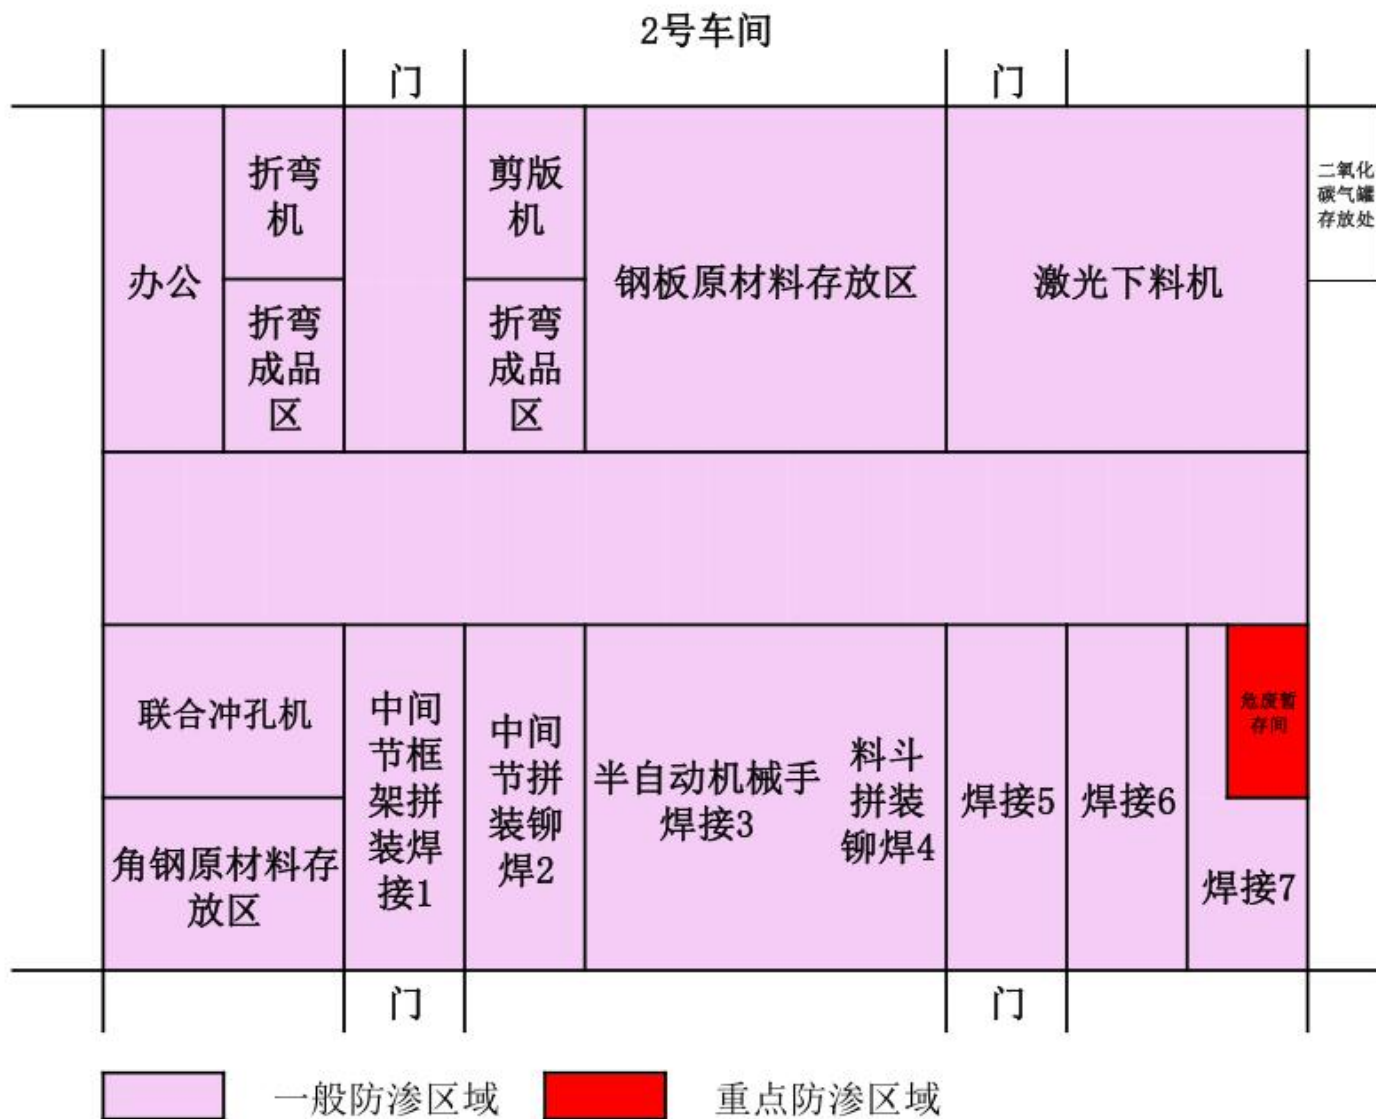 2号车间
门
门
办公
折弯
机
折弯
成品
区
剪版
机
折弯
成品
区
钢板原材料存放区
激光下料机
二氧化
碳气罐
存放处
联合冲孔机
角钢原材料存
放区
中间
节框
架拼
装焊
接1
中间
节拼
装铆
焊2
半自动机械手
焊接3
料斗
拼装
铆焊4
焊接5
焊接6
危废暂
存间
焊接7
门
门
一般防渗区域
重点防渗区域